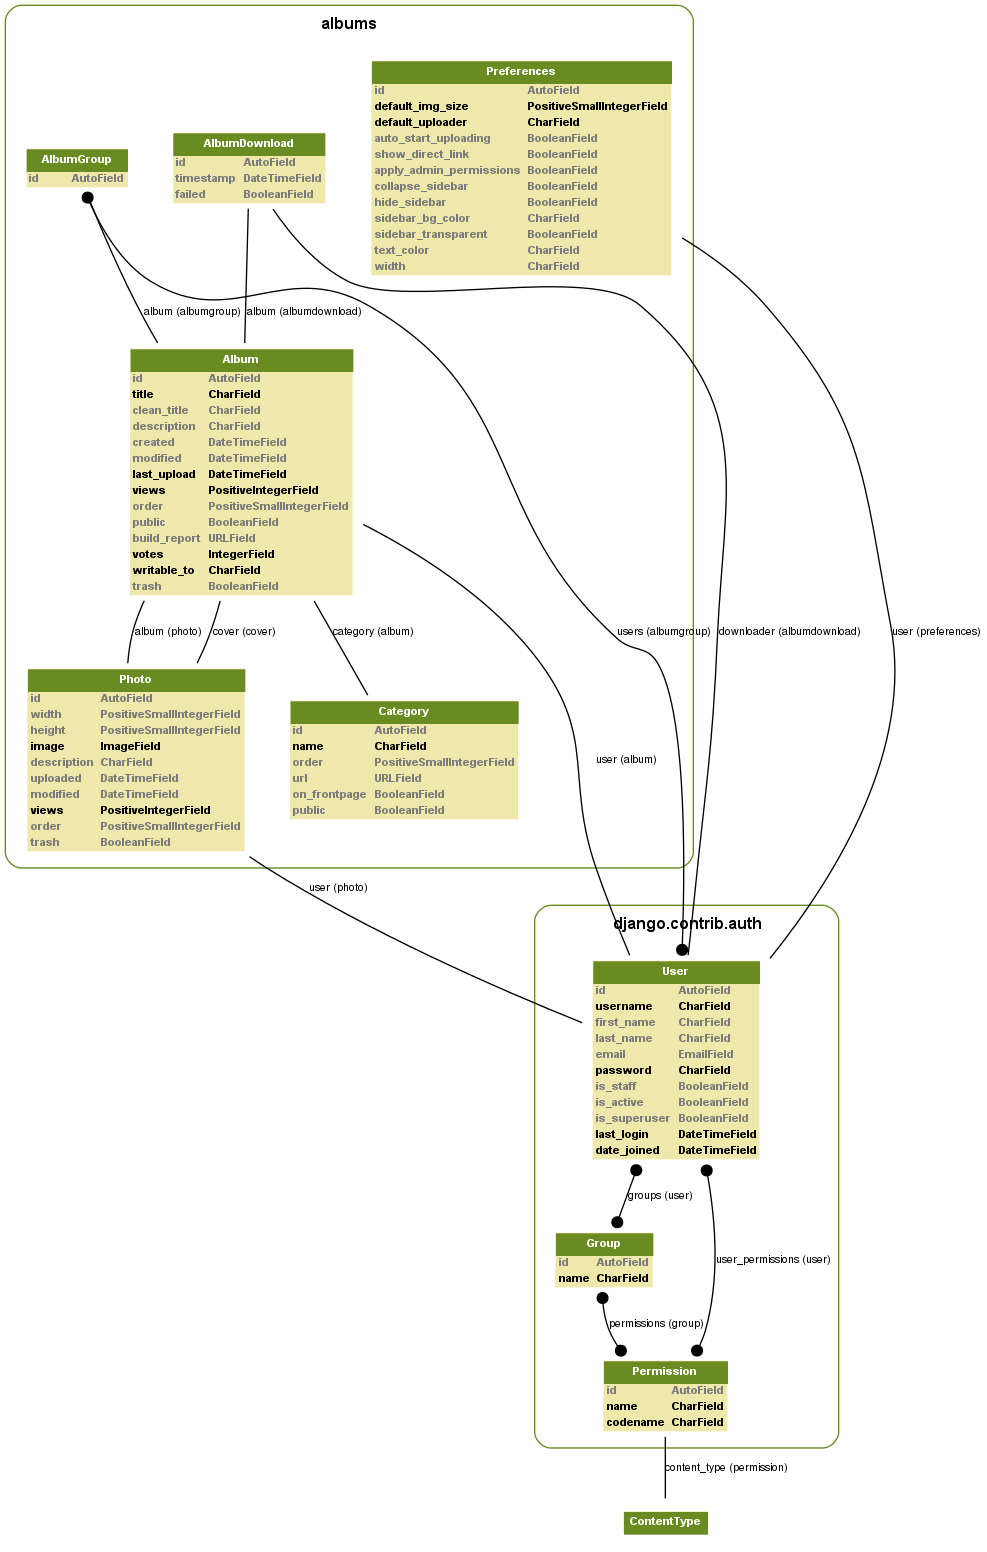 albums
Preferences
id AutoField
default_img_size PositiveSmallIntegerField
default_uploader CharField
auto_start_uploading BooleanField
show_direct_link BooleanField
apply_admin_permissions BooleanField
collapse_sidebar BooleanField
hide_sidebar BooleanField
sidebar_bg_color CharField
sidebar_transparent BooleanField
text_color CharField
width CharField
AlbumDownload
id AutoField
timestamp DateTimeField
failed BooleanField
AlbumGroup
id AutoField
album (albumgroup)
album (albumdownload)
Album
id AutoField
title CharField
clean_title CharField
description CharField
created DateTimeField
modified DateTimeField
last_upload DateTimeField
views PositiveIntegerField
order PositiveSmallIntegerField
public BooleanField
build_report URLField
votes IntegerField
writable_to CharField
trash BooleanField
album (photo)
cover (cover)
category (album)
users (albumgroup)
downloader (albumdownload)
user (preferences)
Photo
id AutoField
width PositiveSmallIntegerField
height PositiveSmallIntegerField
image ImageField
description CharField
uploaded DateTimeField
modified DateTimeField
views PositiveIntegerField
order PositiveSmallIntegerField
trash BooleanField
Category
id AutoField
name CharField
order PositiveSmallIntegerField
url URLField
on_frontpage BooleanField
public BooleanField
user (album)
user (photo)
django.contrib.auth
User
id AutoField
username CharField
first_name CharField
last_name CharField
email EmailField
password CharField
is_staff BooleanField
is_active BooleanField
is_superuser BooleanField
last_login DateTimeField
date_joined DateTimeField
groups (user)
Group
id AutoField
name CharField
user_permissions (user)
permissions (group)
Permission
id AutoField
name CharField
codename CharField
content_type (permission)
ContentType